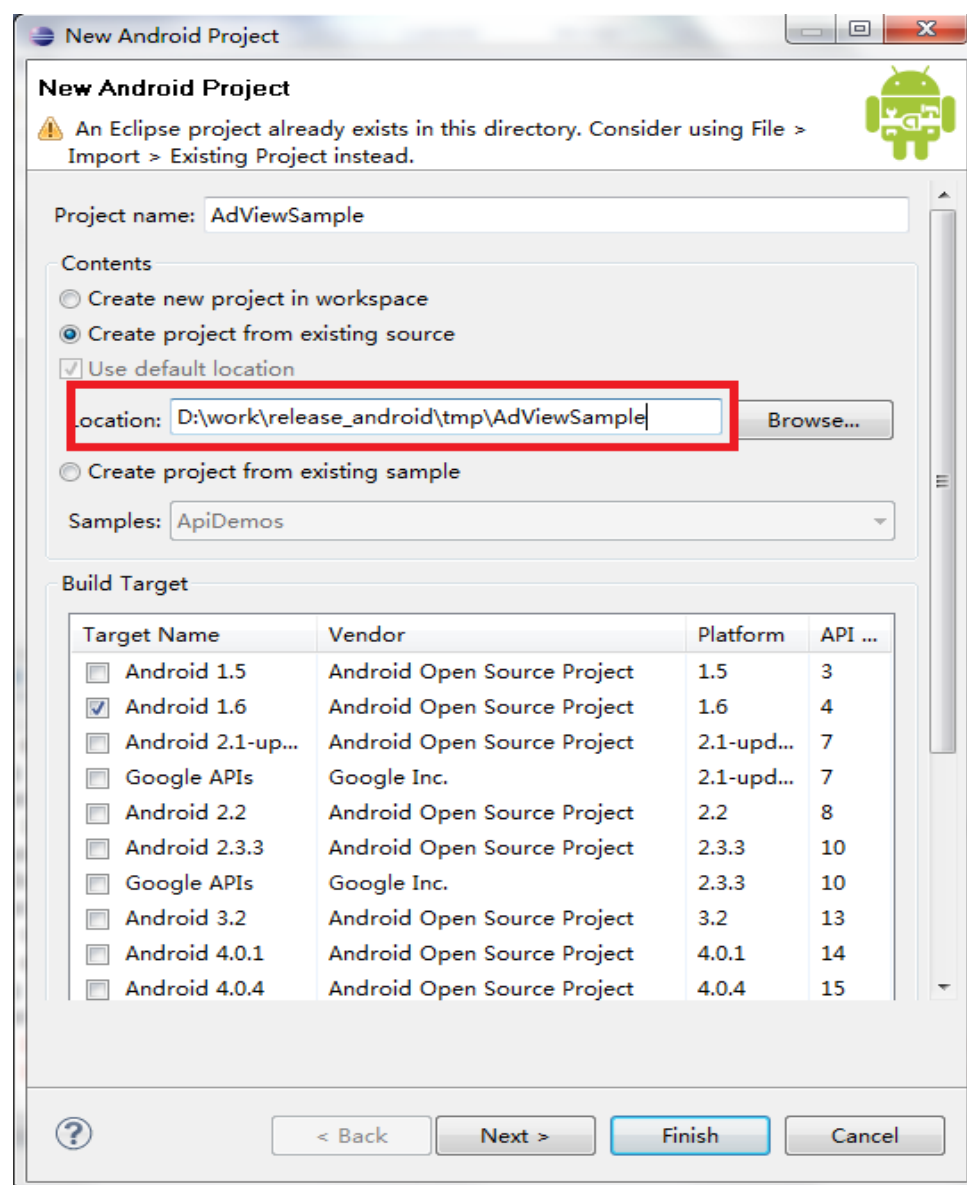 New Android Project
New Android Project
An Eclipse project already exists in this directory. Consider using File >
Import > Existing Project instead.
Project name: AdViewSample
Contents
Create new project in workspace
Create project from existing source
Use default location
Location: D:\work\release_android\tmp\AdViewSample Browse...
Create project from existing sample
Samples: ApiDemos
Build Target
Target Name Vendor Platform API ...
Android 1.5 Android Open Source Project 1.5 3
Android 1.6 Android Open Source Project 1.6 4
Android 2.1-up... Android Open Source Project 2.1-upd... 7
Google APIs Google Inc. 2.1-upd... 7
Android 2.2 Android Open Source Project 2.2 8
Android 2.3.3 Android Open Source Project 2.3.3 10
Google APIs Google Inc. 2.3.3 10
Android 3.2 Android Open Source Project 3.2 13
Android 4.0.1 Android Open Source Project 4.0.1 14
Android 4.0.4 Android Open Source Project 4.0.4 15
? < Back Next > Finish Cancel